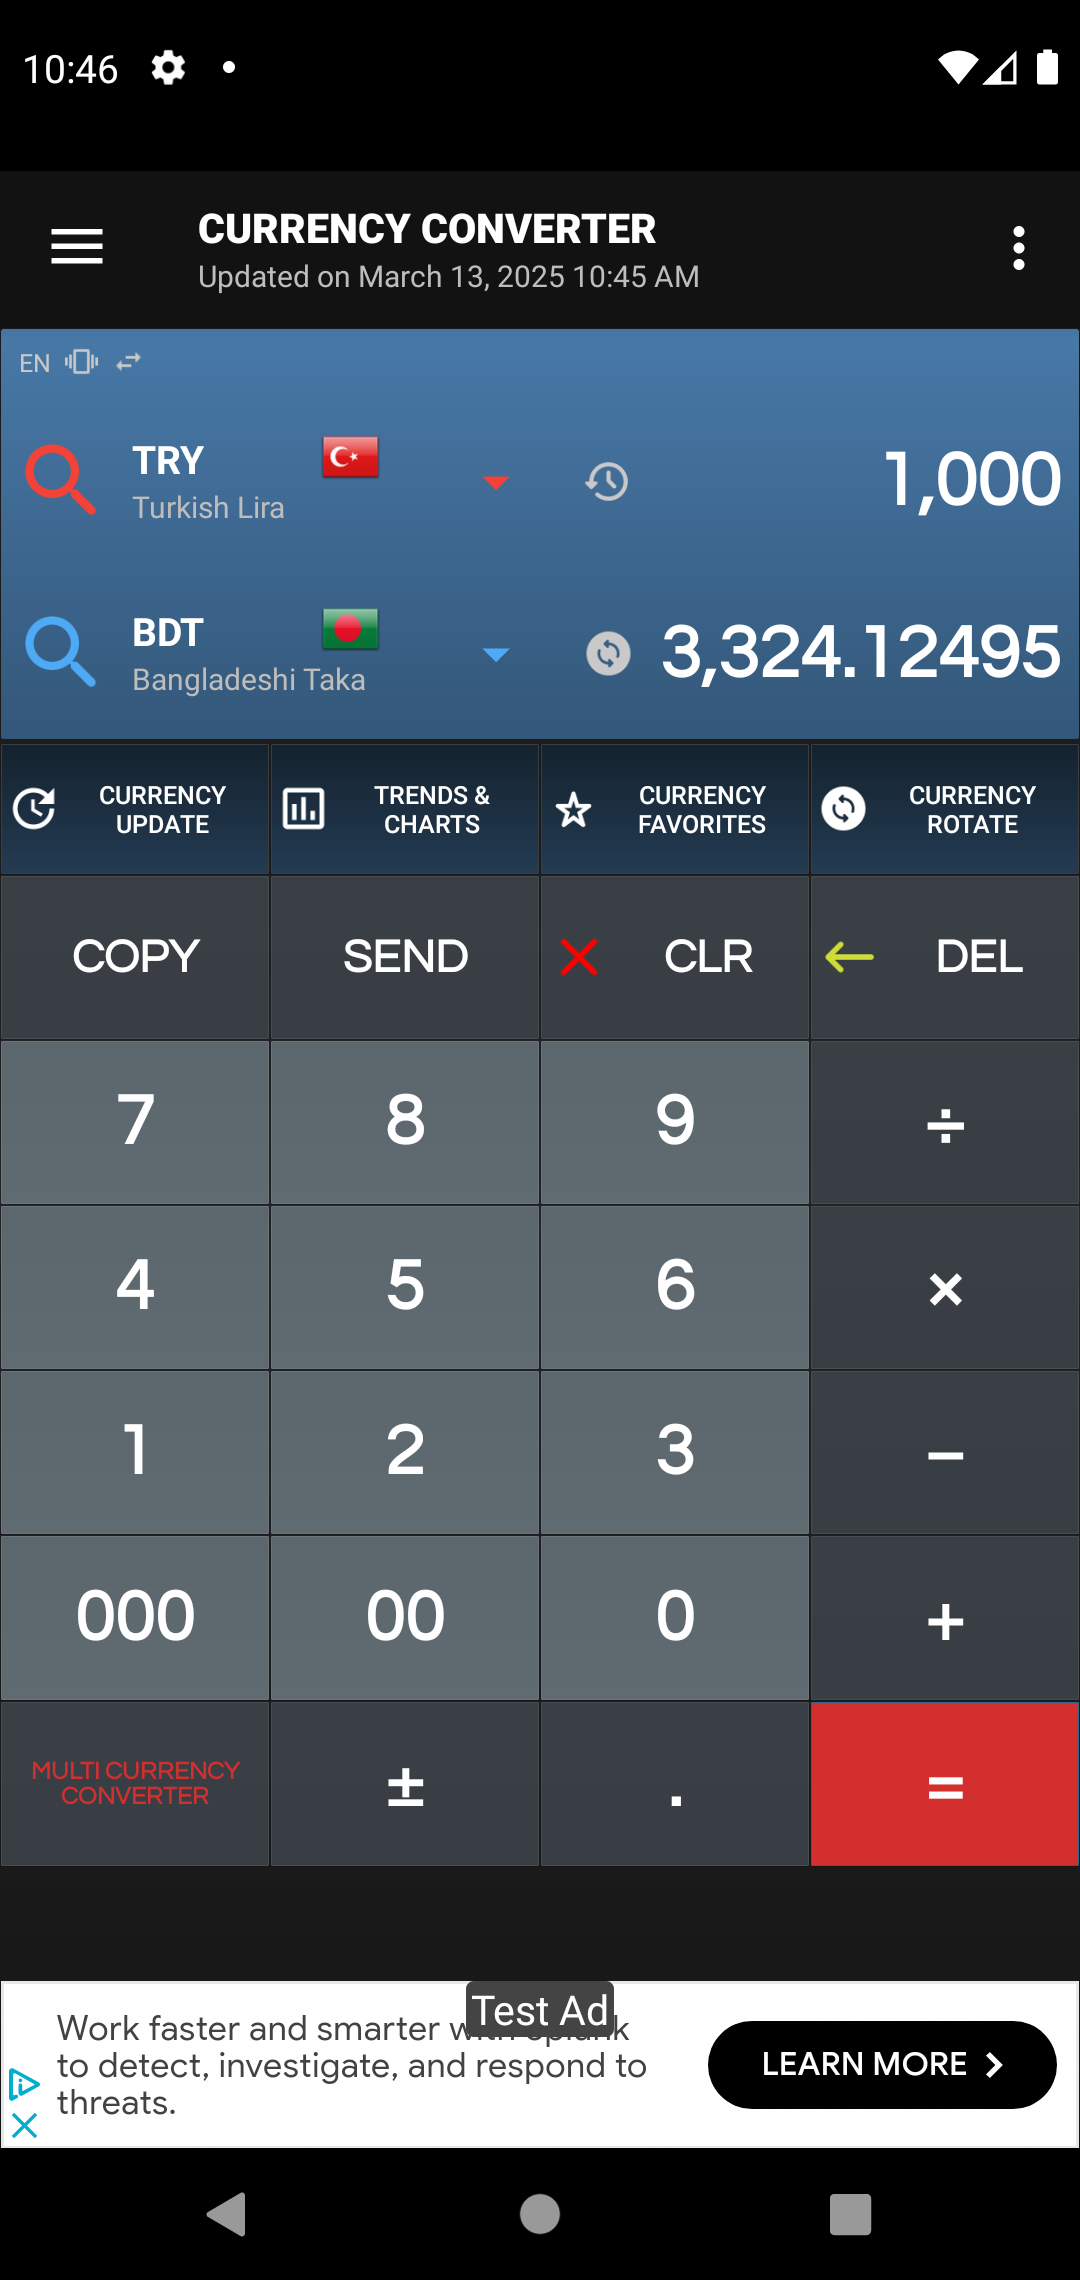 10:46
CURRENCY CONVERTER
Updated on March 13, 2025 10:45 AM
EN
TRY
Turkish Lira
1,000
BDT
Bangladeshi Taka
3,324.12495
CURRENCY
UPDATE
TRENDS &
CHARTS
CURRENCY
FAVORITES
CURRENCY
ROTATE
COPY
SEND
CLR
DEL
7
8
9
÷
4
5
6
×
1
2
3
−
000
00
0
+
MULTI CURRENCY
CONVERTER
±
.
=
Test Ad
Work faster and smarter with Splunk
to detect, investigate, and respond to
threats.
LEARN MORE